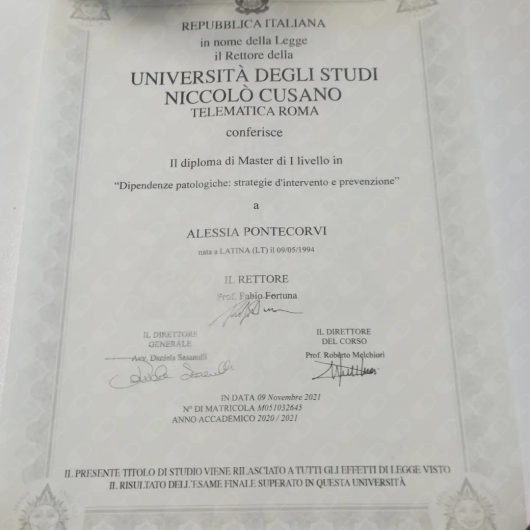 REPUBBLICA ITALIANA
in nome della Legge
il Rettore della
UNIVERSITÀ DEGLI STUDI
NICCOLÒ CUSANO
TELEMATICA ROMA
conferisce
Il diploma di Master di I livello in
“Dipendenze patologiche: strategie d'intervento e prevenzione”
a
ALESSIA PONTECORVI
nata a LATINA (LT) il 09/05/1994
IL RETTORE
Prof. Fabio Fortuna
IL DIRETTORE
GENERALE
Avv. Daniela Sasanelli
IL DIRETTORE
DEL CORSO
Prof. Roberto Melchiori
IN DATA 09 Novembre 2021
N° DI MATRICOLA M051032645
ANNO ACCADEMICO 2020 / 2021
IL PRESENTE TITOLO DI STUDIO VIENE RILASCIATO A TUTTI GLI EFFETTI DI LEGGE VISTO
IL RISULTATO DELL'ESAME FINALE SUPERATO IN QUESTA UNIVERSITÀ